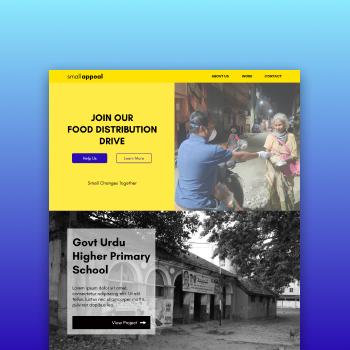 smallappeal
ABOUT US WORK CONTACT
JOIN OUR
FOOD DISTRIBUTION
DRIVE
Help Us Learn More
Small Changes Together
Govt Urdu
Higher Primary
School
Lorem ipsum dolor sit amet,
consectetur adipiscing elit. Ut elit
tellus, luctus nec ullamcorper mattis,
pulvinar dapibus leo.
View Project